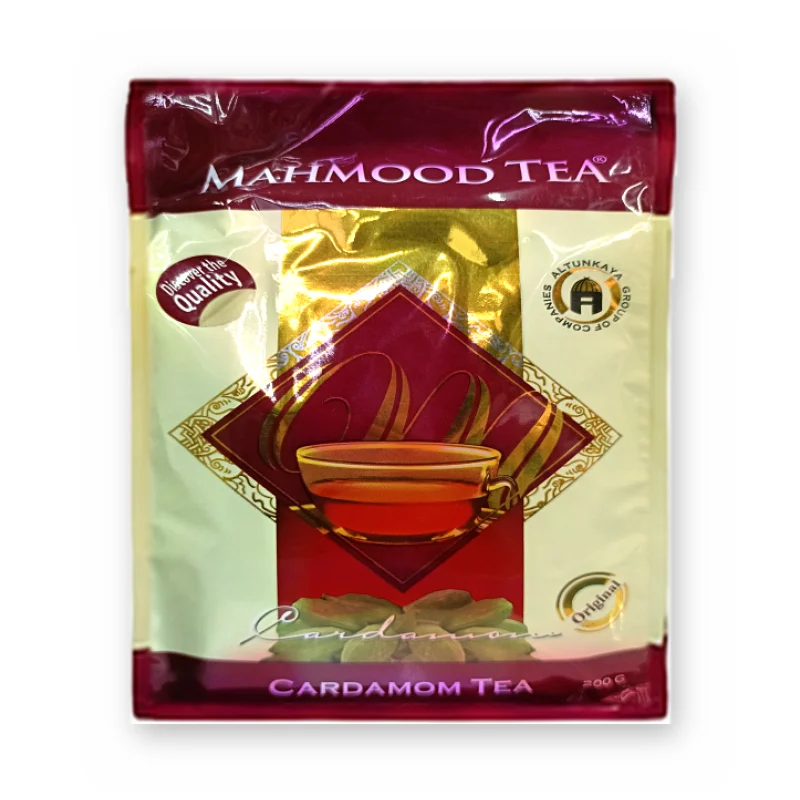 MAHMOOD TEA®
Discover the
Quality
ALTUNKAYA GROUP OF COMPANIES
A
m
Original
Cardamom
CARDAMOM TEA
200 G